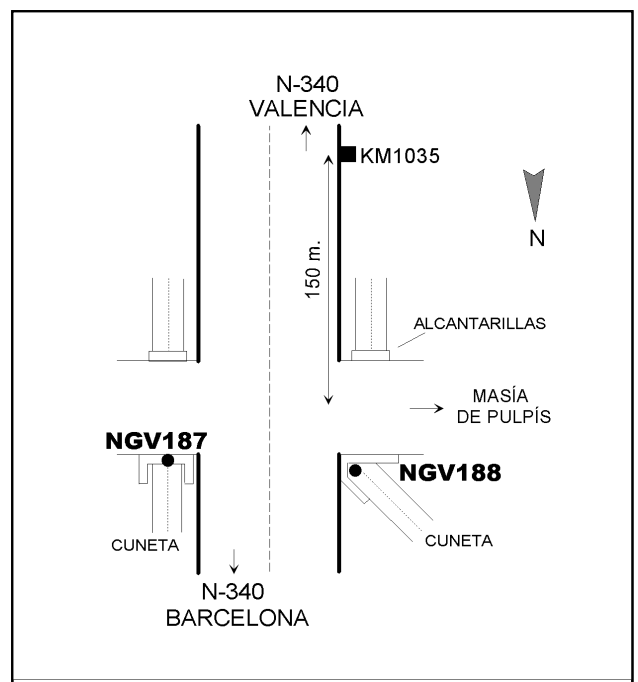 N-340
VALENCIA
KM1035
N
150 m.
ALCANTARILLAS
MASÍA
DE PULPÍS
NGV187
NGV188
CUNETA
CUNETA
N-340
BARCELONA